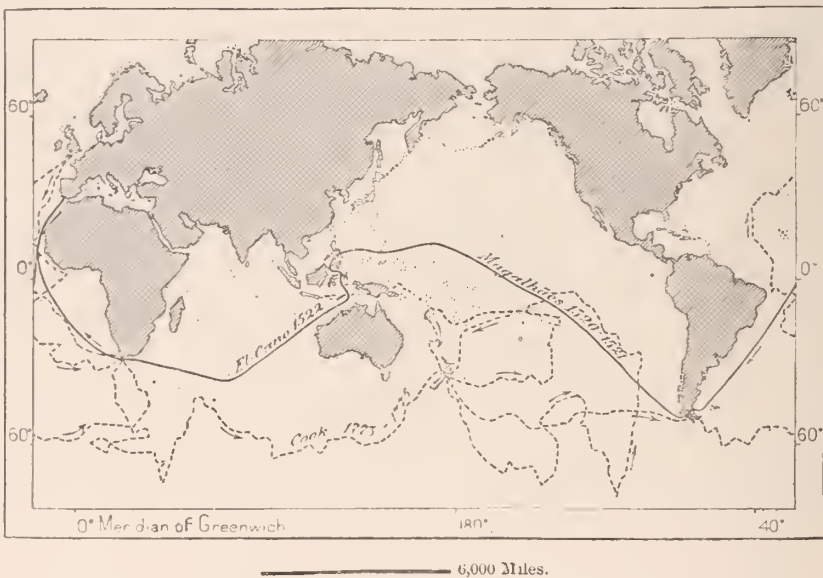 60°
60°
0°
0°
Magalhães 1520-1521
El Cano 1522
60°
60°
Cook 1773
0° Meridian of Greenwich
180°
40°
6,000 Miles.